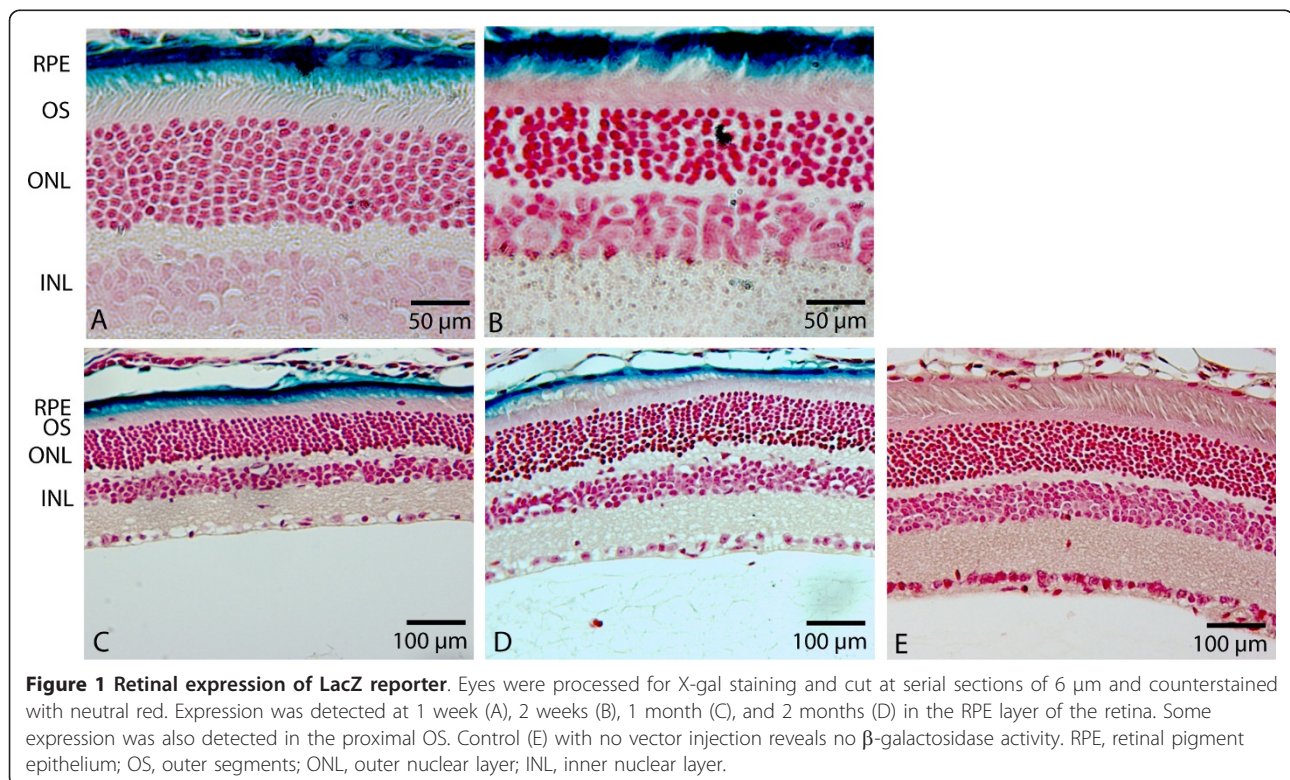 RPE
OS
ONL
INL
A
50 µm
B
50 µm
RPE
OS
ONL
INL
C
100 µm
D
100 µm
E
100 µm
Figure 1 Retinal expression of LacZ reporter. Eyes were processed for X-gal staining and cut at serial sections of 6 µm and counterstained
with neutral red. Expression was detected at 1 week (A), 2 weeks (B), 1 month (C), and 2 months (D) in the RPE layer of the retina. Some
expression was also detected in the proximal OS. Control (E) with no vector injection reveals no β-galactosidase activity. RPE, retinal pigment
epithelium; OS, outer segments; ONL, outer nuclear layer; INL, inner nuclear layer.